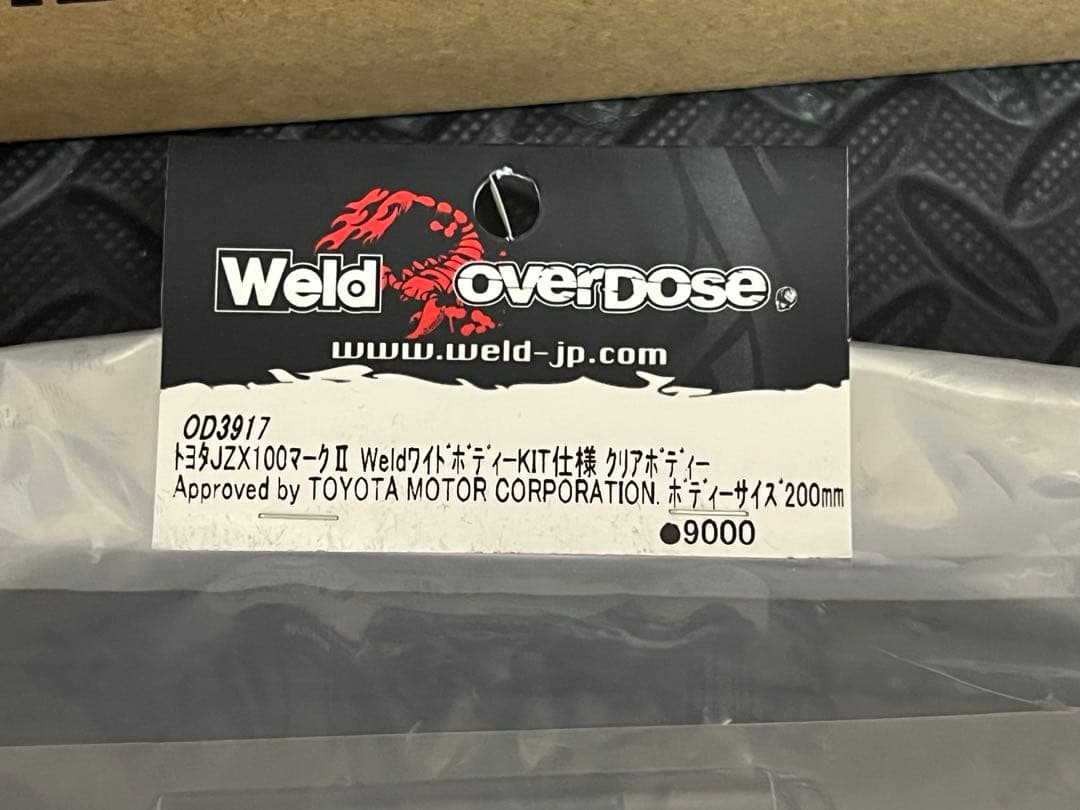 Weld OVERDOSE.
www.weld-jp.com
OD3917
ﾄﾖﾀJZX100ﾏｰｸⅡ WeldﾜｲﾄﾞﾎﾞﾃﾞｨｰKIT仕様 ｸﾘｱﾎﾞﾃﾞｨｰ
Approved by TOYOTA MOTOR CORPORATION. ﾎﾞﾃﾞｨｰｻｲｽﾞ200mm
●9000